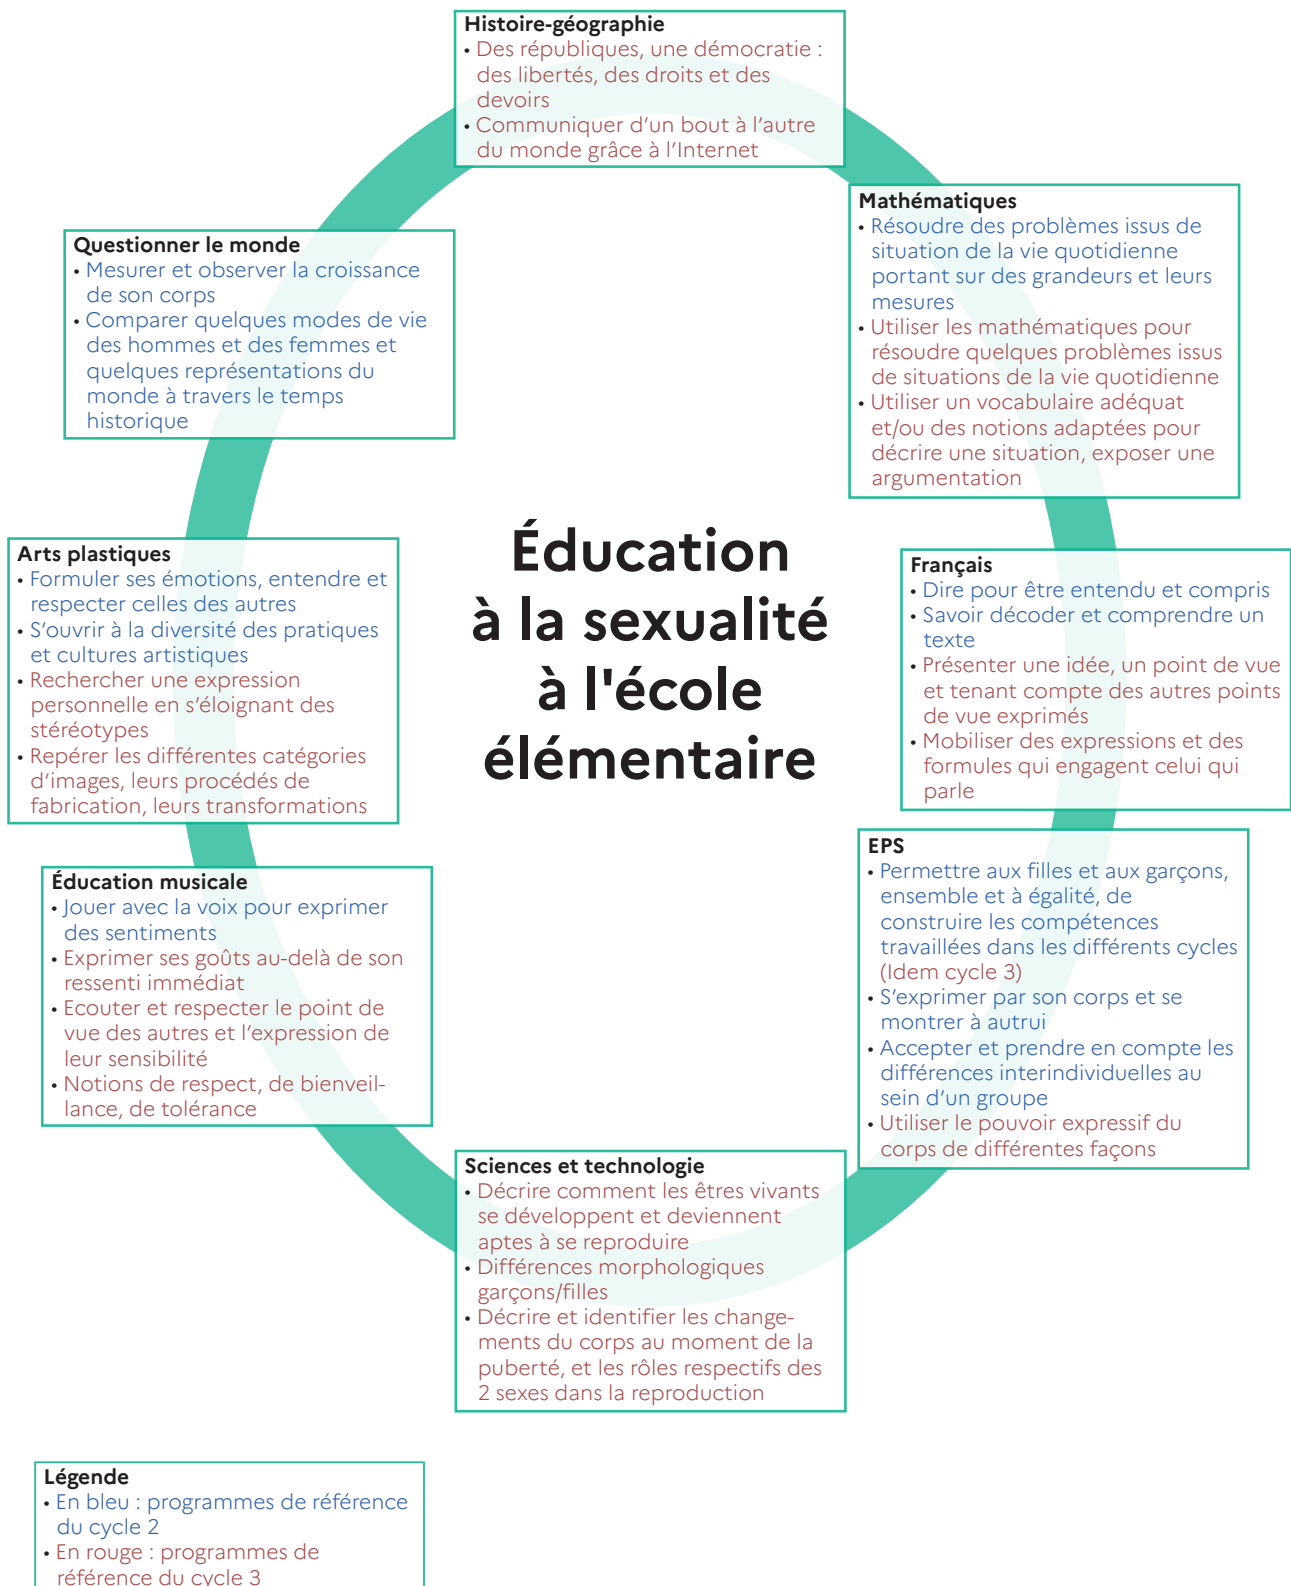 Histoire-géographie
• Des républiques, une démocratie :
des libertés, des droits et des
devoirs
• Communiquer d’un bout à l’autre
du monde grâce à l’Internet
Mathématiques
• Résoudre des problèmes issus de
situation de la vie quotidienne
portant sur des grandeurs et leurs
mesures
• Utiliser les mathématiques pour
résoudre quelques problèmes issus
de situations de la vie quotidienne
• Utiliser un vocabulaire adéquat
et/ou des notions adaptées pour
décrire une situation, exposer une
argumentation
Questionner le monde
• Mesurer et observer la croissance
de son corps
• Comparer quelques modes de vie
des hommes et des femmes et
quelques représentations du
monde à travers le temps
historique
Éducation
à la sexualité
à l'école
élémentaire
Arts plastiques
• Formuler ses émotions, entendre et
respecter celles des autres
• S’ouvrir à la diversité des pratiques
et cultures artistiques
• Rechercher une expression
personnelle en s’éloignant des
stéréotypes
• Repérer les différentes catégories
d’images, leurs procédés de
fabrication, leurs transformations
Français
• Dire pour être entendu et compris
• Savoir décoder et comprendre un
texte
• Présenter une idée, un point de vue
et tenant compte des autres points
de vue exprimés
• Mobiliser des expressions et des
formules qui engagent celui qui
parle
EPS
• Permettre aux filles et aux garçons,
ensemble et à égalité, de
construire les compétences
travaillées dans les différents cycles
(Idem cycle 3)
• S’exprimer par son corps et se
montrer à autrui
• Accepter et prendre en compte les
différences interindividuelles au
sein d’un groupe
• Utiliser le pouvoir expressif du
corps de différentes façons
Éducation musicale
• Jouer avec la voix pour exprimer
des sentiments
• Exprimer ses goûts au-delà de son
ressenti immédiat
• Ecouter et respecter le point de
vue des autres et l’expression de
leur sensibilité
• Notions de respect, de bienveil-
lance, de tolérance
Sciences et technologie
• Décrire comment les êtres vivants
se développent et deviennent
aptes à se reproduire
• Différences morphologiques
garçons/filles
• Décrire et identifier les change-
ments du corps au moment de la
puberté, et les rôles respectifs des
2 sexes dans la reproduction
Légende
• En bleu : programmes de référence
du cycle 2
• En rouge : programmes de
référence du cycle 3